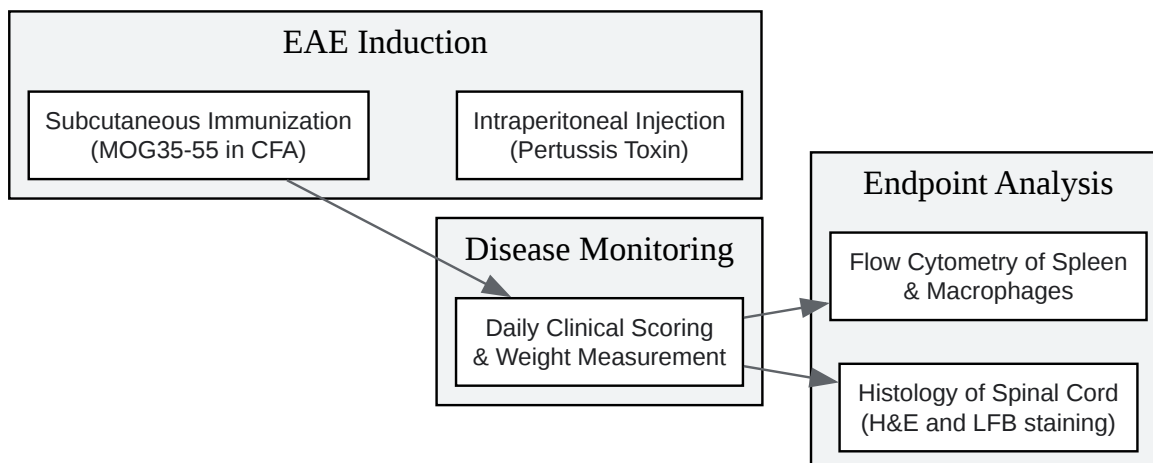 EAE Induction
Subcutaneous Immunization
(MOG35-55 in CFA)
Intraperitoneal Injection
(Pertussis Toxin)
Disease Monitoring
Daily Clinical Scoring
& Weight Measurement
Endpoint Analysis
Flow Cytometry of Spleen
& Macrophages
Histology of Spinal Cord
(H&E and LFB staining)